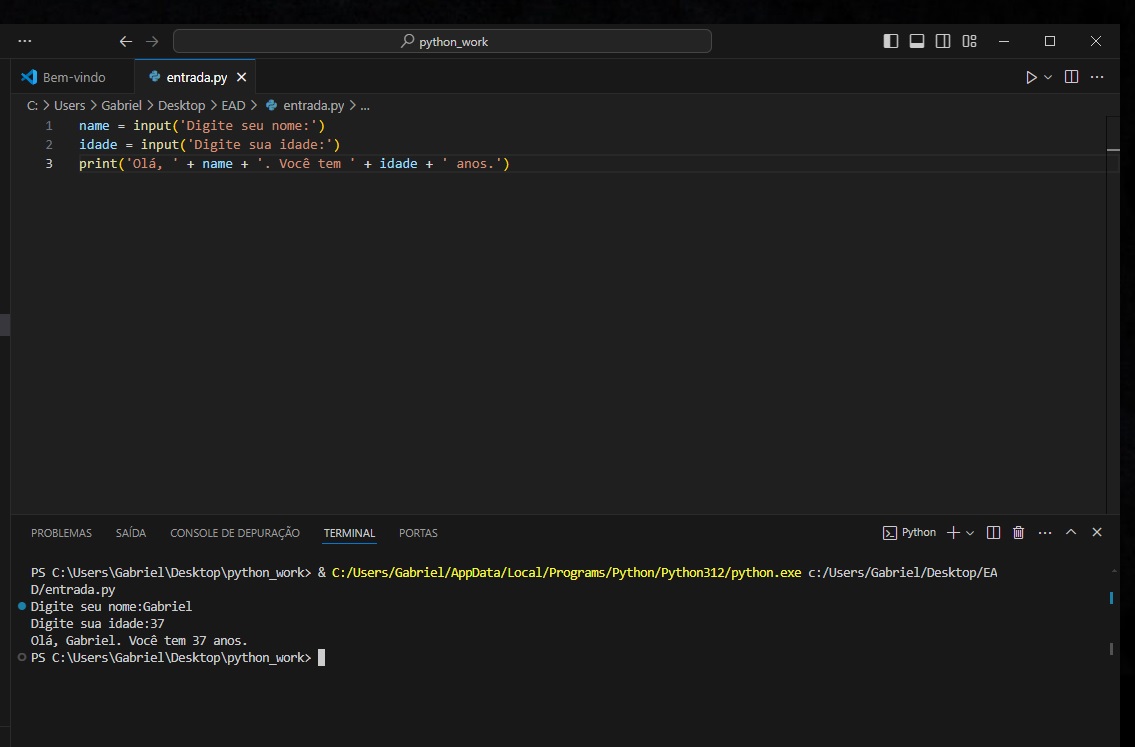 python_work
Bem-vindo
entrada.py
C: > Users > Gabriel > Desktop > EAD > entrada.py > ...
1 name = input('Digite seu nome:')
2 idade = input('Digite sua idade:')
3 print('Olá, ' + name + '. Você tem ' + idade + ' anos.')
PROBLEMAS SAÍDA CONSOLE DE DEPURAÇÃO TERMINAL PORTAS
Python
PS C:\Users\Gabriel\Desktop\python_work> & C:/Users/Gabriel/AppData/Local/Programs/Python/Python312/python.exe c:/Users/Gabriel/Desktop/EA
D/entrada.py
Digite seu nome:Gabriel
Digite sua idade:37
Olá, Gabriel. Você tem 37 anos.
PS C:\Users\Gabriel\Desktop\python_work>